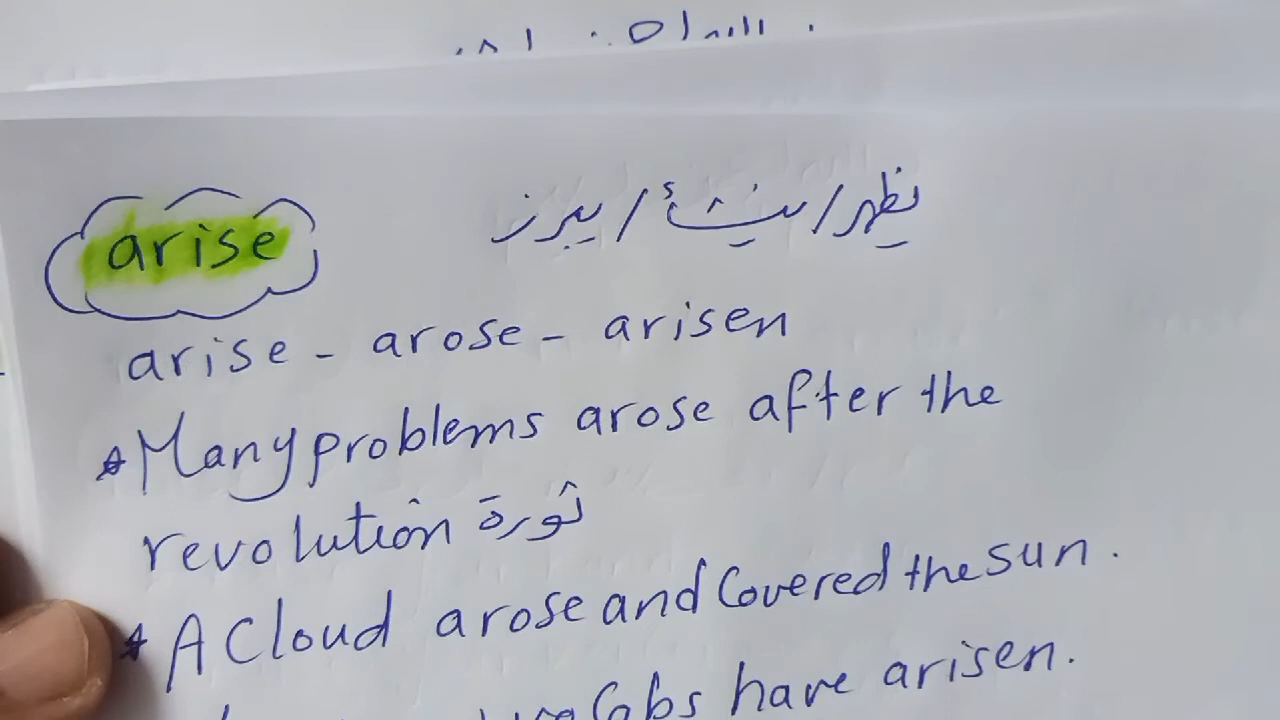 arise
يظهر / ينشأ / يبرز
arise - arose - arisen
* Many problems arose after the
revolution ثورة
* A Cloud arose and Covered the sun.
have arisen.